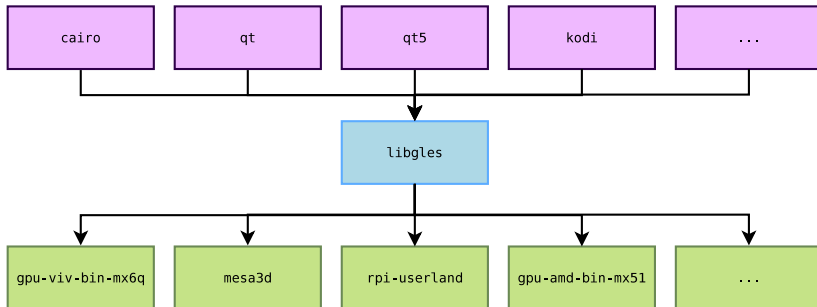 cairo
qt
qt5
kodi
...
libgles
gpu-viv-bin-mx6q
mesa3d
rpi-userland
gpu-amd-bin-mx51
...